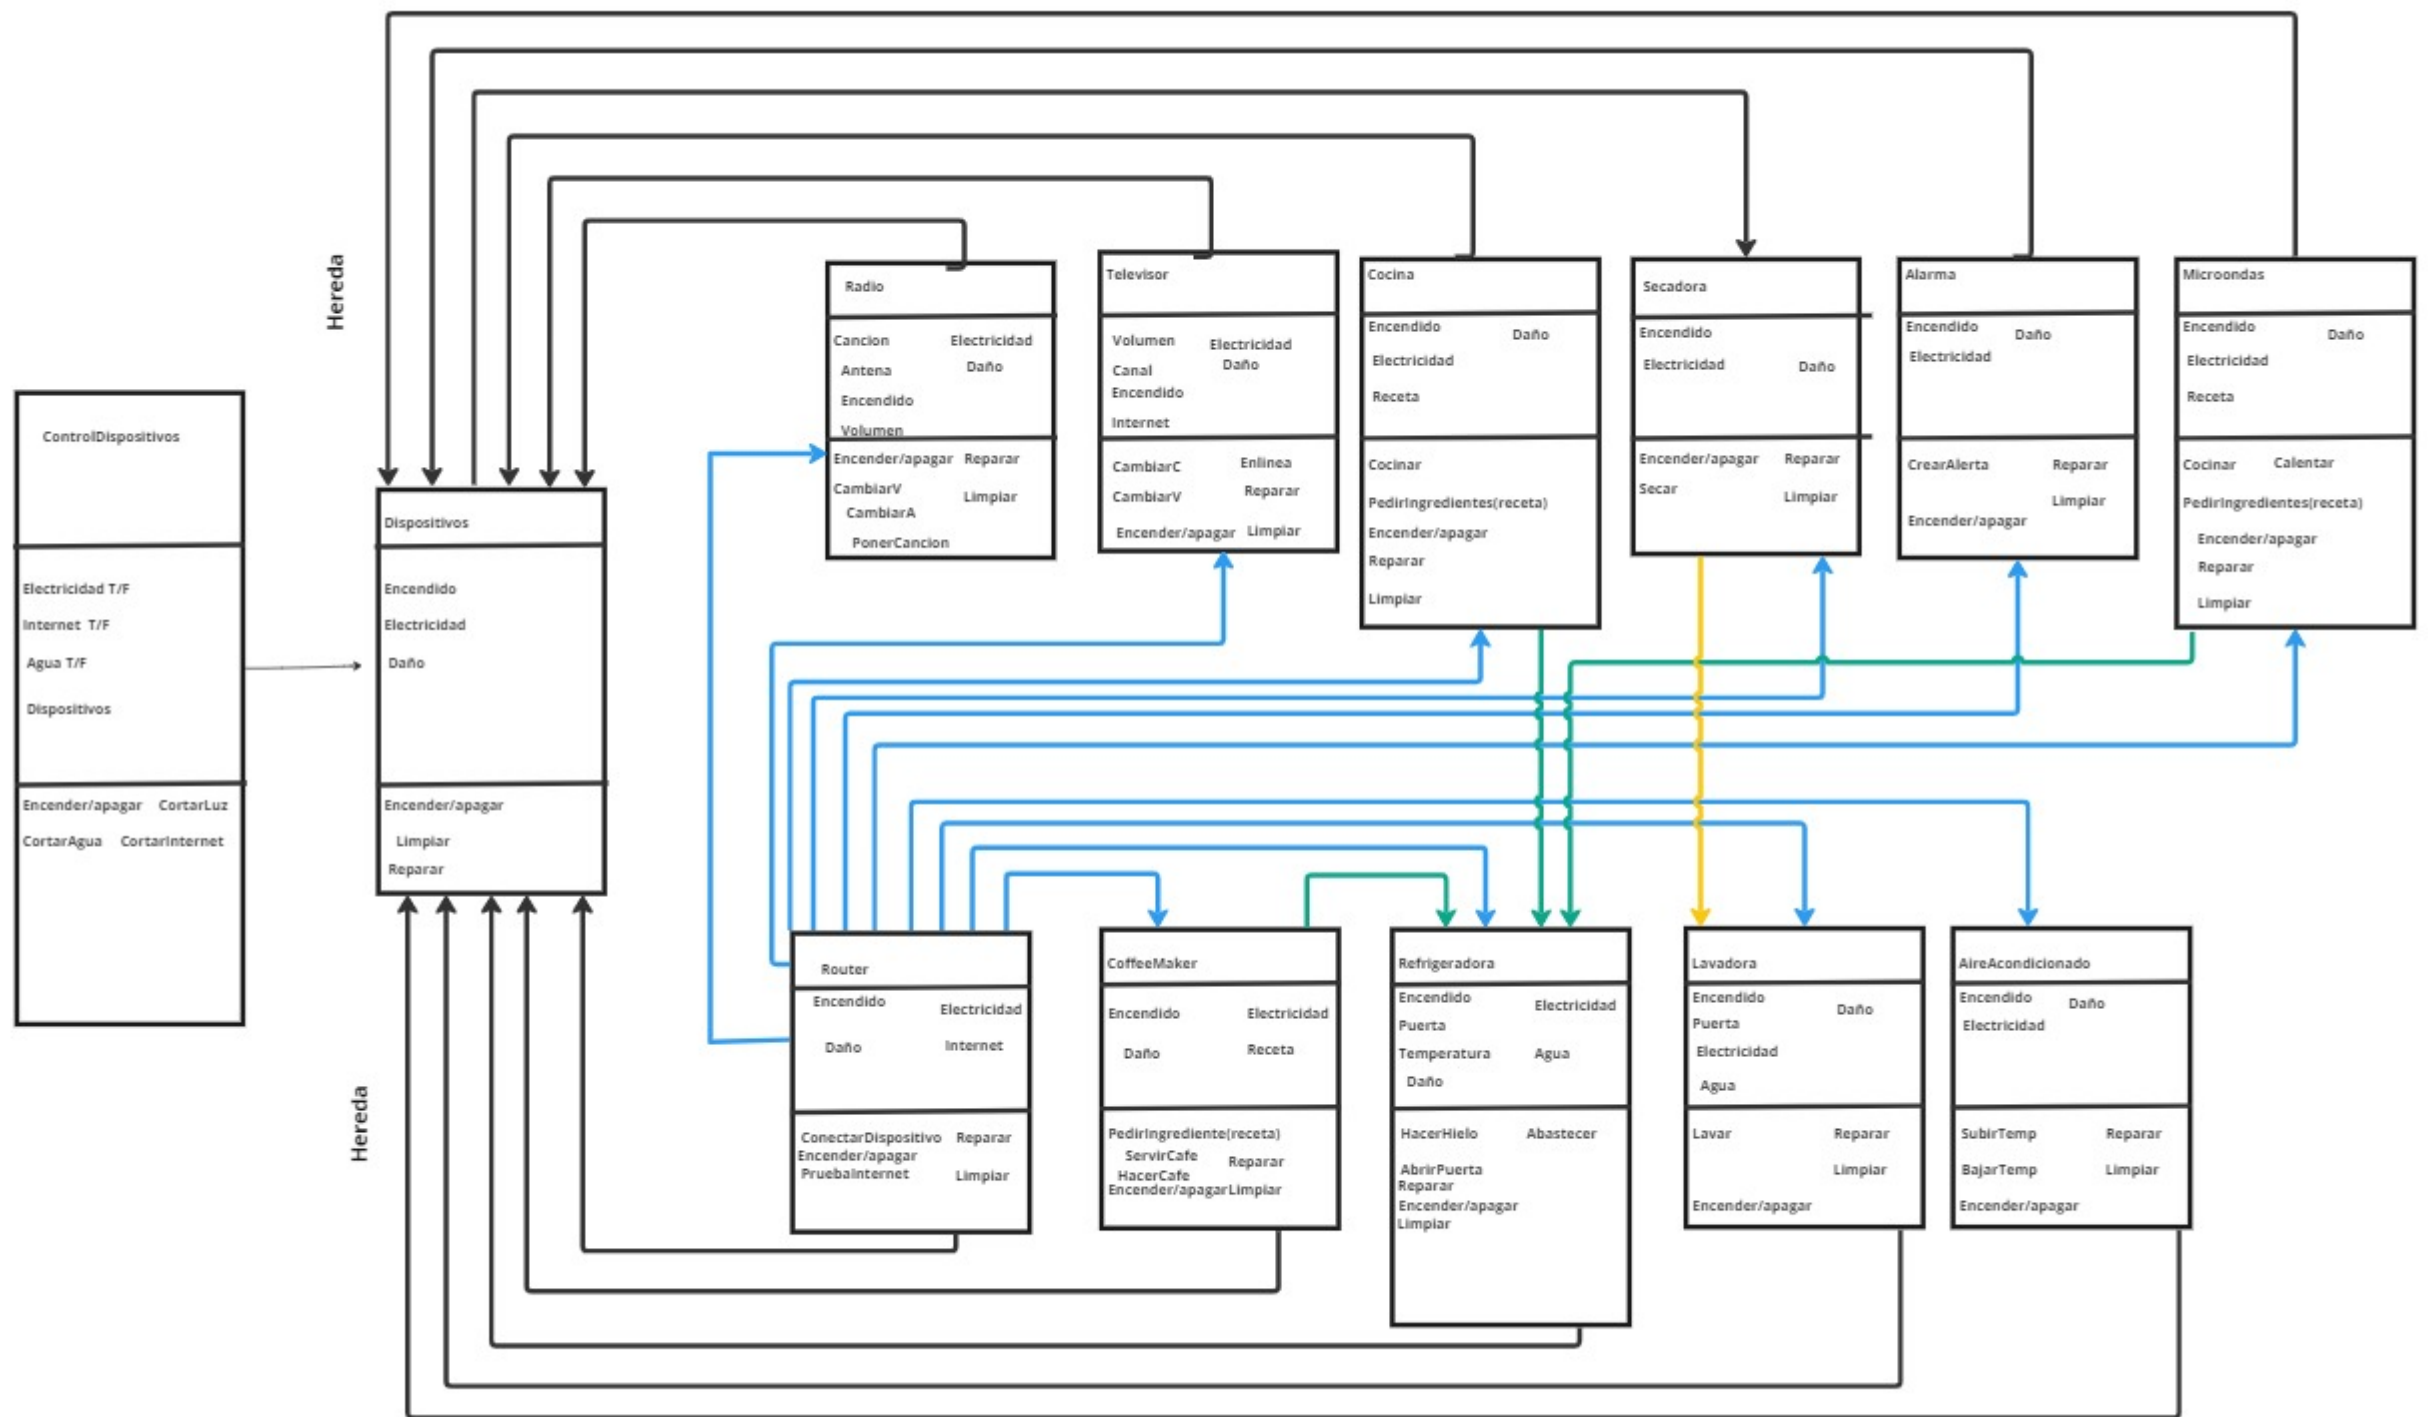 Hereda
ControlDispositivos
Electricidad T/F
Internet T/F
Agua T/F
Dispositivos
Encender/apagar CortarLuz
CortarAgua CortarInternet
Dispositivos
Encendido
Electricidad
Daño
Encender/apagar
Limpiar
Reparar
Radio
Cancion Electricidad
Antena Daño
Encendido
Volumen
Encender/apagar Reparar
CambiarV Limpiar
CambiarA
PonerCancion
Televisor
Volumen Electricidad
Canal Daño
Encendido
Internet
CambiarC Enlinea
CambiarV Reparar
Encender/apagar Limpiar
Cocina
Encendido Daño
Electricidad
Receta
Cocinar
PedirIngredientes(receta)
Encender/apagar
Reparar
Limpiar
Secadora
Encendido
Electricidad Daño
Encender/apagar Reparar
Secar Limpiar
Alarma
Encendido Daño
Electricidad
CrearAlerta Reparar
Limpiar
Encender/apagar
Microondas
Encendido Daño
Electricidad
Receta
Cocinar Calentar
PedirIngredientes(receta)
Encender/apagar
Reparar
Limpiar
Hereda
Router
Encendido Electricidad
Daño Internet
ConectarDispositivo Reparar
Encender/apagar
PruebaInternet Limpiar
CoffeeMaker
Encendido Electricidad
Daño Receta
PedirIngrediente(receta)
ServirCafe Reparar
HacerCafe
Encender/apagar Limpiar
Refrigeradora
Encendido Electricidad
Puerta
Temperatura Agua
Daño
HacerHielo Abastecer
AbrirPuerta
Reparar
Encender/apagar
Limpiar
Lavadora
Encendido Daño
Puerta
Electricidad
Agua
Lavar Reparar
Limpiar
Encender/apagar
AireAcondicionado
Encendido Daño
Electricidad
SubirTemp Reparar
BajarTemp Limpiar
Encender/apagar